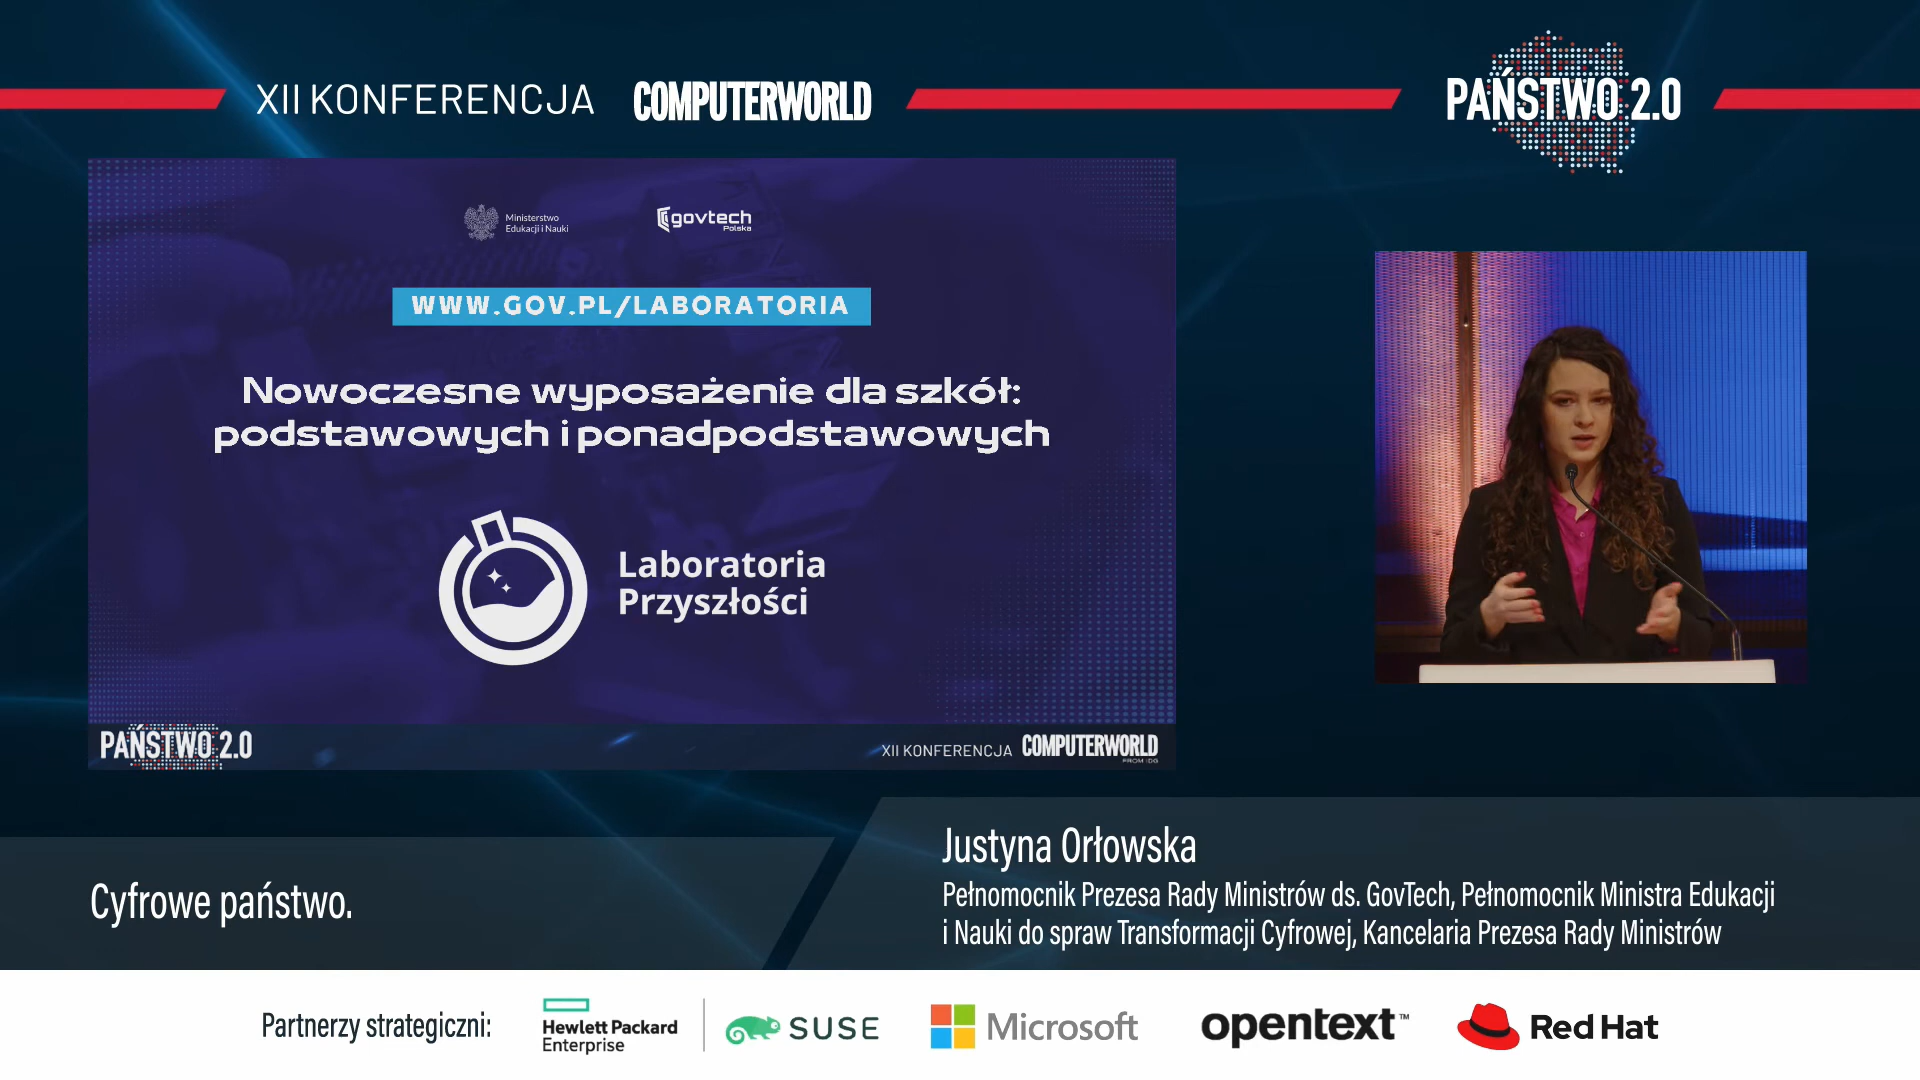 XII KONFERENCJA COMPUTERWORLD
PAŃSTWO 2.0
Ministerstwo
Edukacji i Nauki
govtech
Polska
WWW.GOV.PL/LABORATORIA
Nowoczesne wyposażenie dla szkół:
podstawowych i ponadpodstawowych
Laboratoria
Przyszłości
PAŃSTWO 2.0
XII KONFERENCJA COMPUTERWORLD
FROM IDG
Cyfrowe państwo.
Justyna Orłowska
Pełnomocnik Prezesa Rady Ministrów ds. GovTech, Pełnomocnik Ministra Edukacji
i Nauki do spraw Transformacji Cyfrowej, Kancelaria Prezesa Rady Ministrów
Partnerzy strategiczni:
Hewlett Packard
Enterprise
SUSE
Microsoft
opentext™
Red Hat